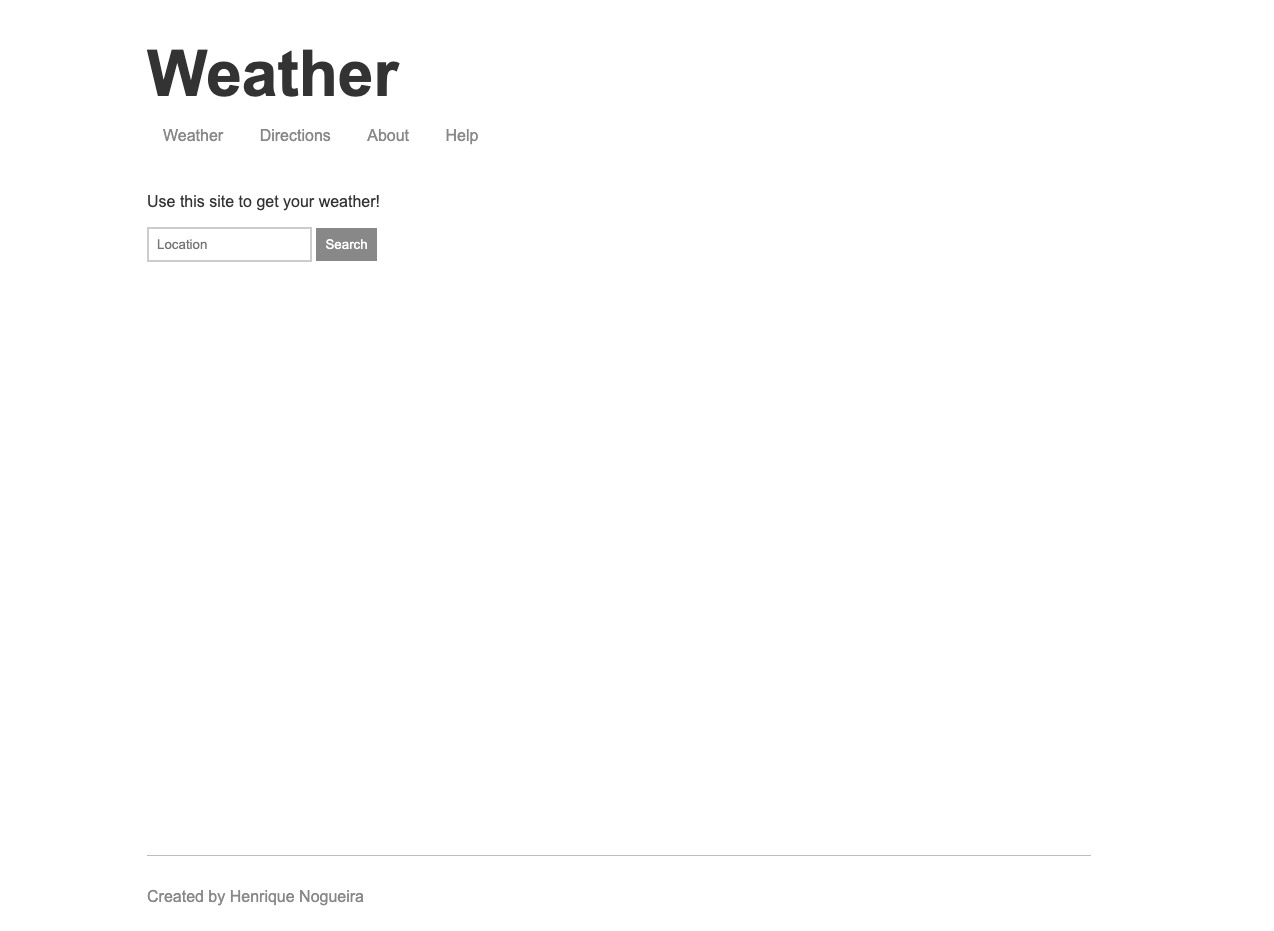 Weather
Weather Directions About Help
Use this site to get your weather!
Location Search
Created by Henrique Nogueira